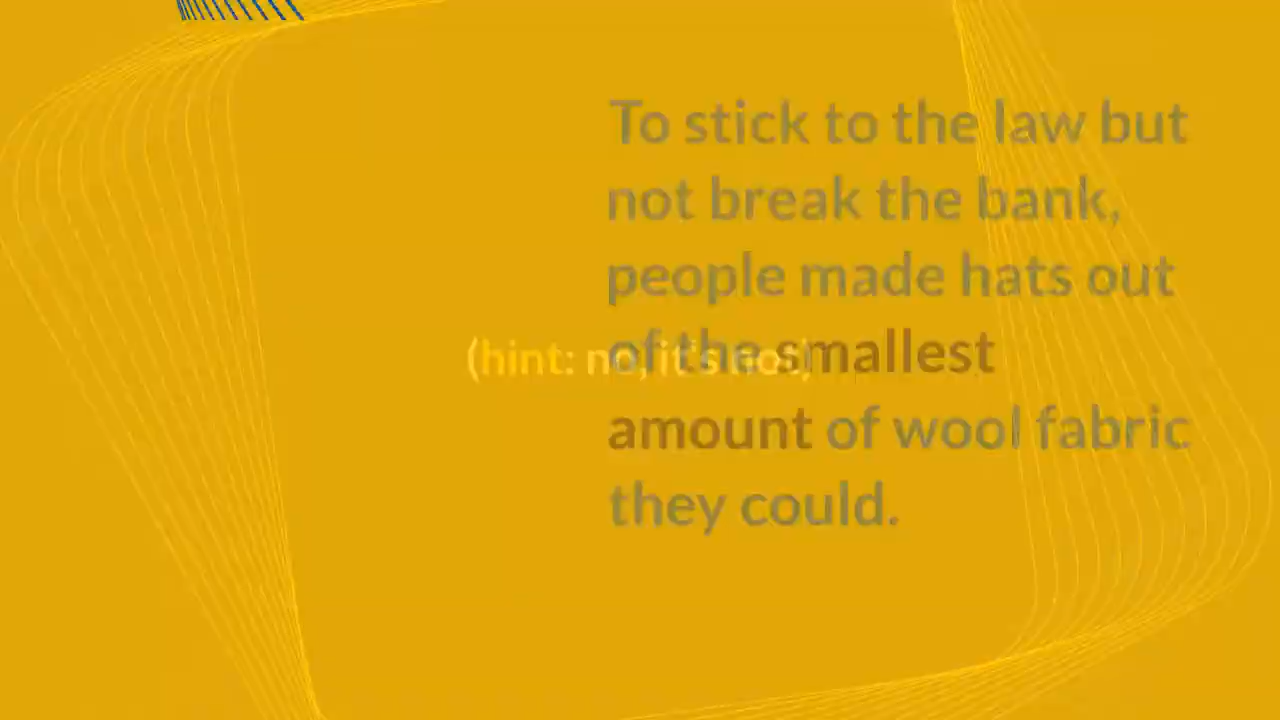 To stick to the law but
not break the bank,
people made hats out
of the smallest
(hint: no, it's not)
amount of wool fabric
they could.